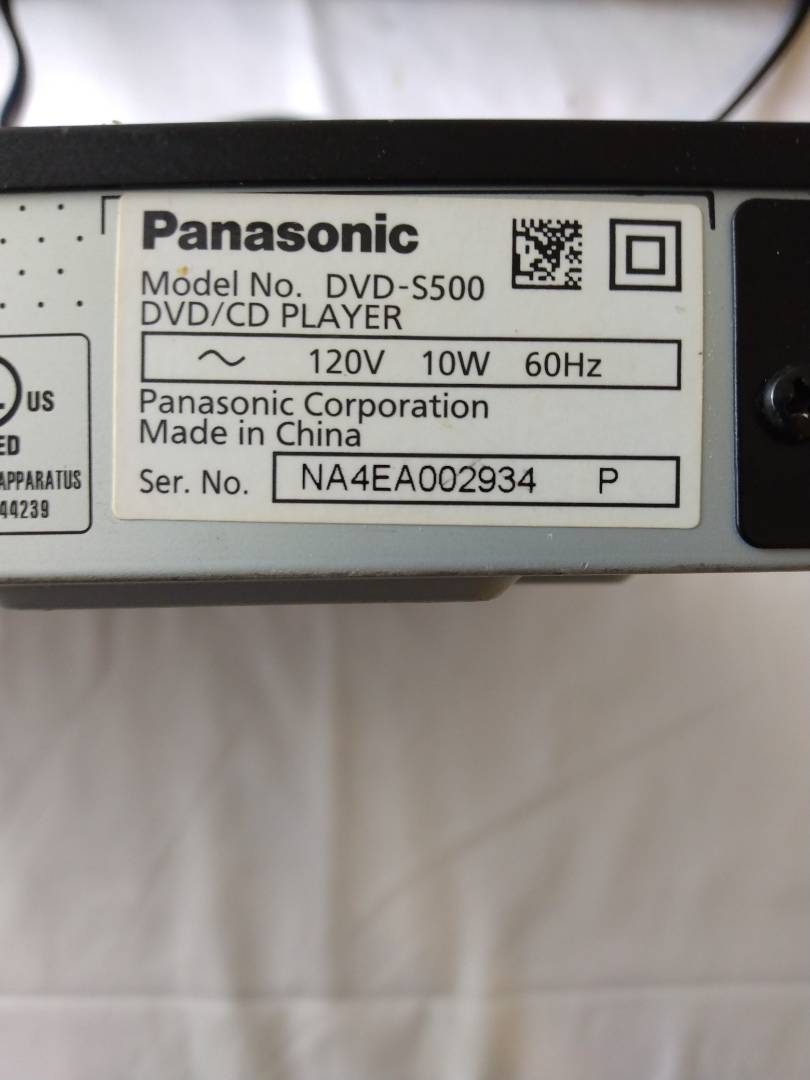 Panasonic
Model No. DVD-S500
DVD/CD PLAYER
~ 120V 10W 60Hz
Panasonic Corporation
Made in China
Ser. No. NA4EA002934 P
US
APPARATUS
44239